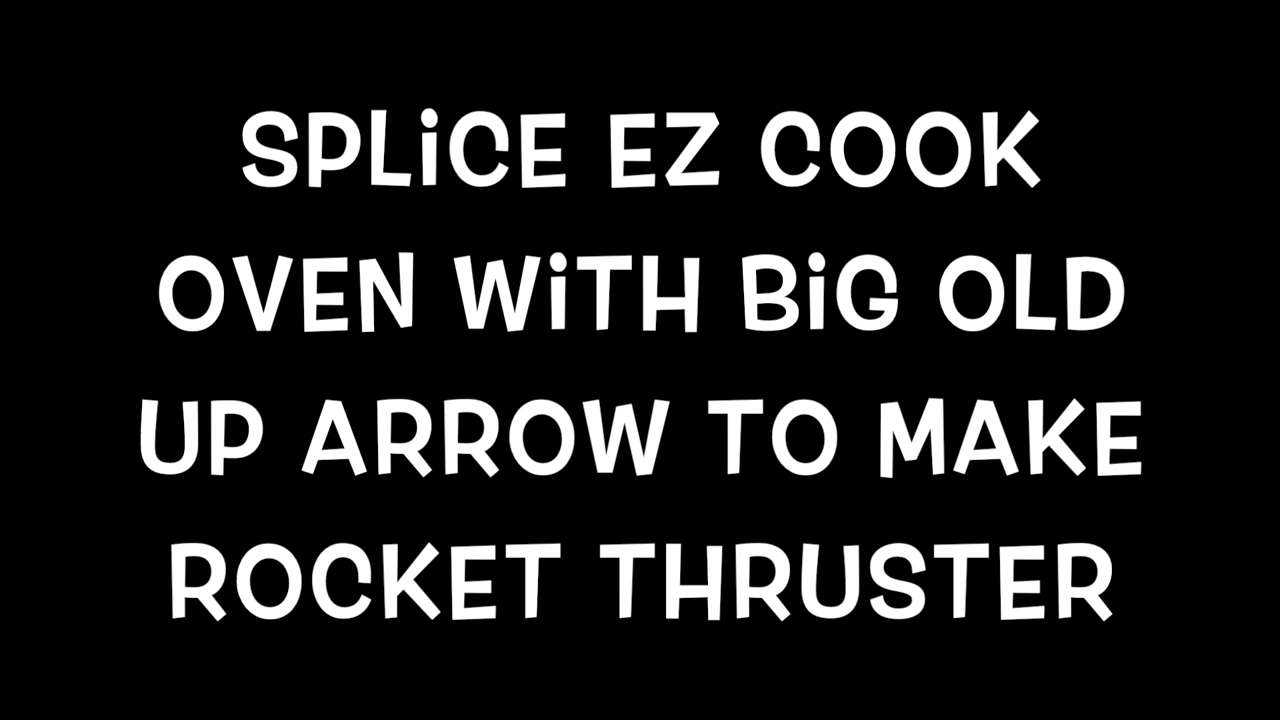 SPLiCE EZ COOK
OVEN WiTH BiG OLD
UP ARROW TO MAKE
ROCKET THRUSTER